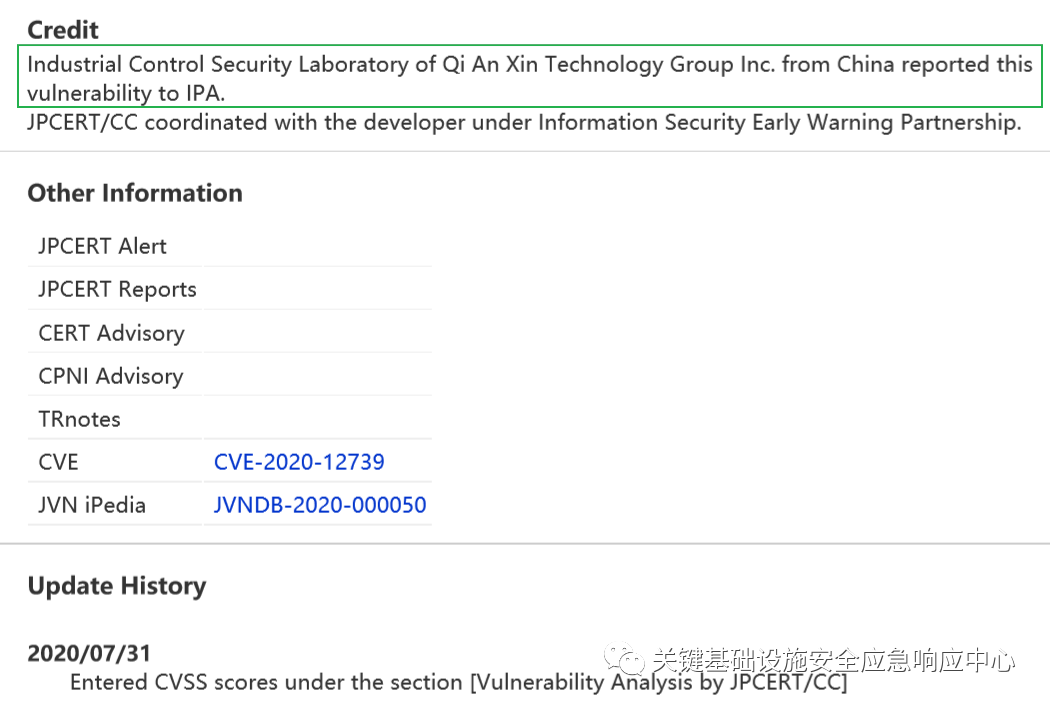 Credit
Industrial Control Security Laboratory of Qi An Xin Technology Group Inc. from China reported this
vulnerability to IPA.
JPCERT/CC coordinated with the developer under Information Security Early Warning Partnership.
Other Information
JPCERT Alert
JPCERT Reports
CERT Advisory
CPNI Advisory
TRnotes
CVE CVE-2020-12739
JVN iPedia JVNDB-2020-000050
Update History
2020/07/31
关键基础设施安全应急响应中心
Entered CVSS scores under the section [Vulnerability Analysis by JPCERT/CC]